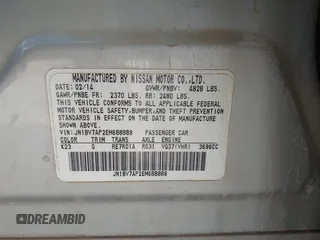 MANUFACTURED BY NISSAN MOTOR CO.,LTD.
DATE: 02/14 GVWR/PNBV: 4828 LBS.
GAWR/PNBE FR: 2370 LBS. RR: 2480 LBS.
THIS VEHICLE CONFORMS TO ALL APPLICABLE FEDERAL
MOTOR VEHICLE SAFETY, BUMPER, AND THEFT PREVENTION
STANDARDS IN EFFECT ON THE DATE OF MANUFACTURE
SHOWN ABOVE.
VIN: JN1BV7AP2EM688889 PASSENGER CAR
COLOR TRIM TRANS AXLE ENGINE
K23 G RE7R01A RG31 VQ37(VHR) 3696CC
JN1BV7AP2EM688889
DREAMBID